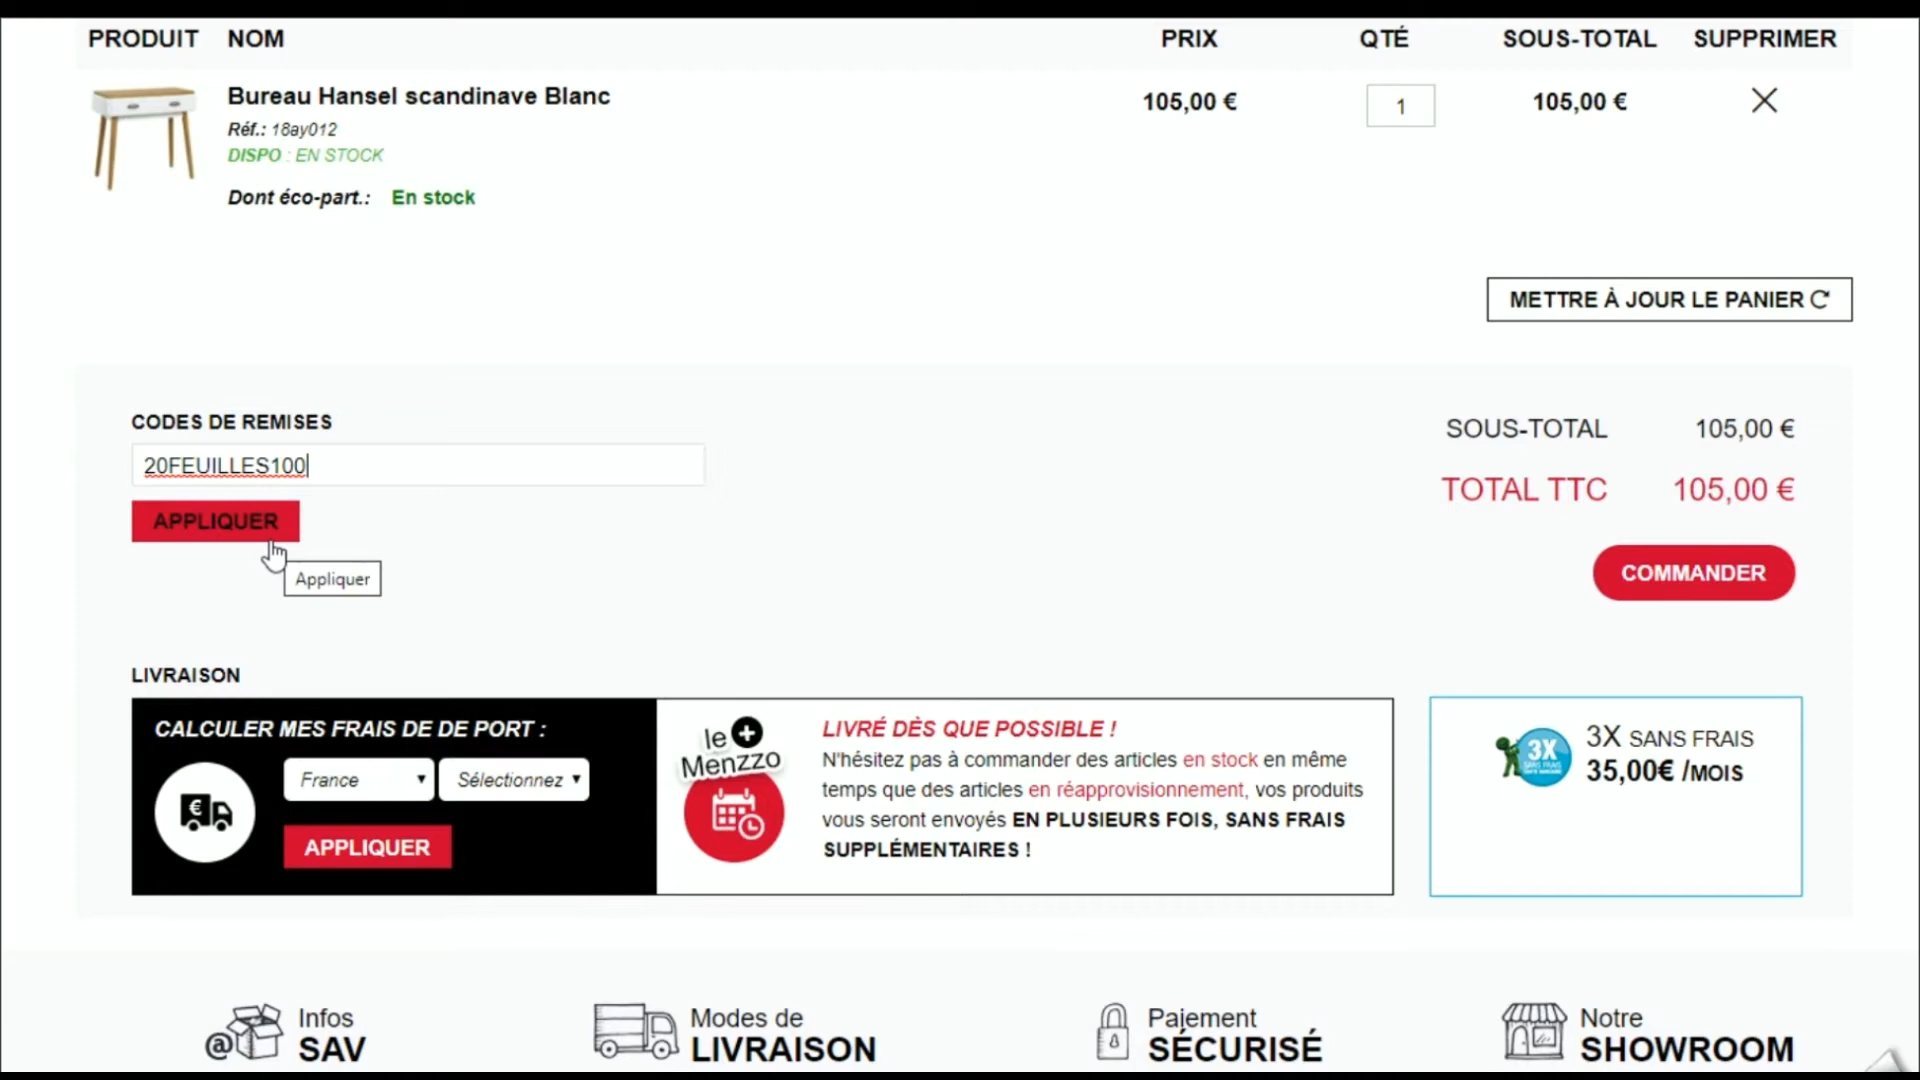 PRODUIT NOM PRIX QTÉ SOUS-TOTAL SUPPRIMER
Bureau Hansel scandinave Blanc 105,00 € 1 105,00 €
Réf.: 18ay012
DISPO : EN STOCK
Dont éco-part.: En stock
METTRE À JOUR LE PANIER
CODES DE REMISES
20FEUILLES100
APPLIQUER
Appliquer
SOUS-TOTAL 105,00 €
TOTAL TTC 105,00 €
COMMANDER
LIVRAISON
CALCULER MES FRAIS DE DE PORT :
France Sélectionnez
APPLIQUER
le +
Menzzo
LIVRÉ DÈS QUE POSSIBLE !
N'hésitez pas à commander des articles en stock en même
temps que des articles en réapprovisionnement, vos produits
vous seront envoyés EN PLUSIEURS FOIS, SANS FRAIS
SUPPLÉMENTAIRES !
3X
3X SANS FRAIS
35,00€ /MOIS
Infos
SAV
Modes de
LIVRAISON
Paiement
SÉCURISÉ
Notre
SHOWROOM